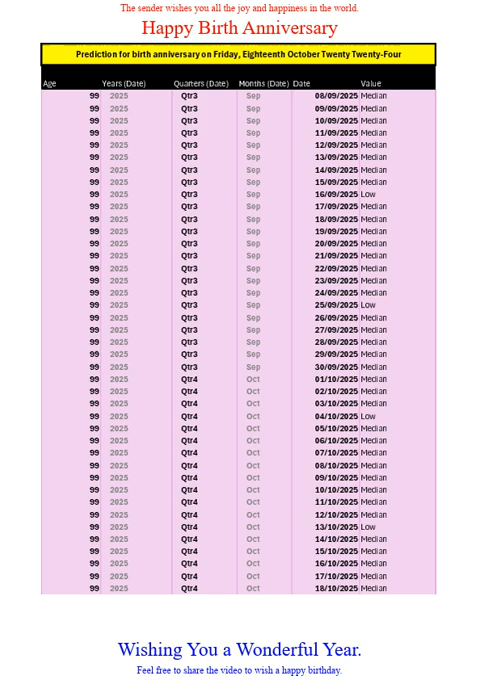 The sender wishes you all the joy and happiness in the world.
Happy Birth Anniversary
Prediction for birth anniversary on Friday, Eighteenth October Twenty Twenty-Four
Age Years (Date) Quarters (Date) Months (Date) Date Value
99 2025 Qtr3 Sep 08/09/2025 Median
99 2025 Qtr3 Sep 09/09/2025 Median
99 2025 Qtr3 Sep 10/09/2025 Median
99 2025 Qtr3 Sep 11/09/2025 Median
99 2025 Qtr3 Sep 12/09/2025 Median
99 2025 Qtr3 Sep 13/09/2025 Median
99 2025 Qtr3 Sep 14/09/2025 Median
99 2025 Qtr3 Sep 15/09/2025 Median
99 2025 Qtr3 Sep 16/09/2025 Low
99 2025 Qtr3 Sep 17/09/2025 Median
99 2025 Qtr3 Sep 18/09/2025 Median
99 2025 Qtr3 Sep 19/09/2025 Median
99 2025 Qtr3 Sep 20/09/2025 Median
99 2025 Qtr3 Sep 21/09/2025 Median
99 2025 Qtr3 Sep 22/09/2025 Median
99 2025 Qtr3 Sep 23/09/2025 Median
99 2025 Qtr3 Sep 24/09/2025 Median
99 2025 Qtr3 Sep 25/09/2025 Low
99 2025 Qtr3 Sep 26/09/2025 Median
99 2025 Qtr3 Sep 27/09/2025 Median
99 2025 Qtr3 Sep 28/09/2025 Median
99 2025 Qtr3 Sep 29/09/2025 Median
99 2025 Qtr3 Sep 30/09/2025 Median
99 2025 Qtr4 Oct 01/10/2025 Median
99 2025 Qtr4 Oct 02/10/2025 Median
99 2025 Qtr4 Oct 03/10/2025 Median
99 2025 Qtr4 Oct 04/10/2025 Low
99 2025 Qtr4 Oct 05/10/2025 Median
99 2025 Qtr4 Oct 06/10/2025 Median
99 2025 Qtr4 Oct 07/10/2025 Median
99 2025 Qtr4 Oct 08/10/2025 Median
99 2025 Qtr4 Oct 09/10/2025 Median
99 2025 Qtr4 Oct 10/10/2025 Median
99 2025 Qtr4 Oct 11/10/2025 Median
99 2025 Qtr4 Oct 12/10/2025 Median
99 2025 Qtr4 Oct 13/10/2025 Low
99 2025 Qtr4 Oct 14/10/2025 Median
99 2025 Qtr4 Oct 15/10/2025 Median
99 2025 Qtr4 Oct 16/10/2025 Median
99 2025 Qtr4 Oct 17/10/2025 Median
99 2025 Qtr4 Oct 18/10/2025 Median
Wishing You a Wonderful Year.
Feel free to share the video to wish a happy birthday.